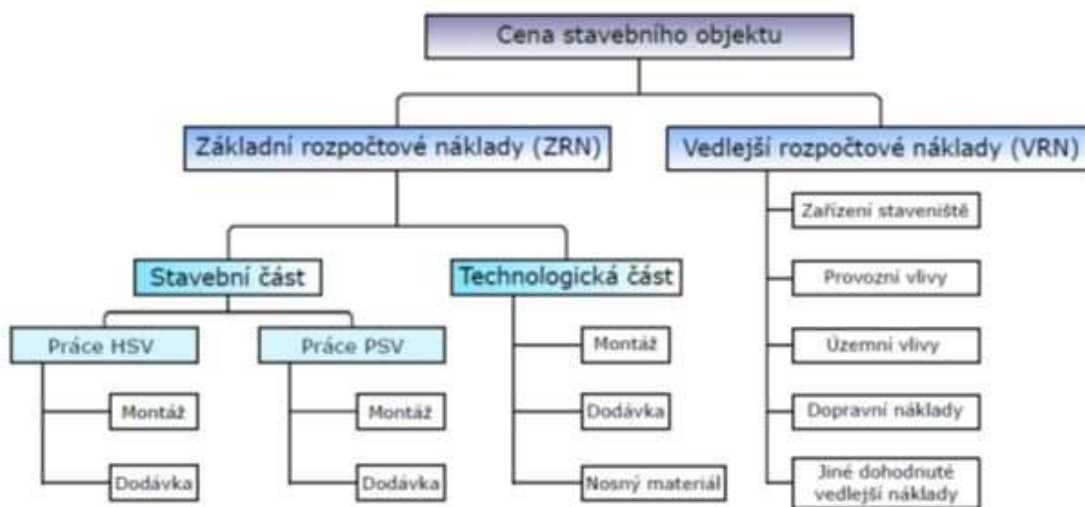 Cena stavebního objektu
Základní rozpočtové náklady (ZRN)
Vedlejší rozpočtové náklady (VRN)
Stavební část
Technologická část
Práce HSV
Práce PSV
Montáž
Dodávka
Montáž
Dodávka
Montáž
Dodávka
Nosný materiál
Zařízení staveniště
Provozní vlivy
Územní vlivy
Dopravní náklady
Jiné dohodnuté
vedlejší náklady